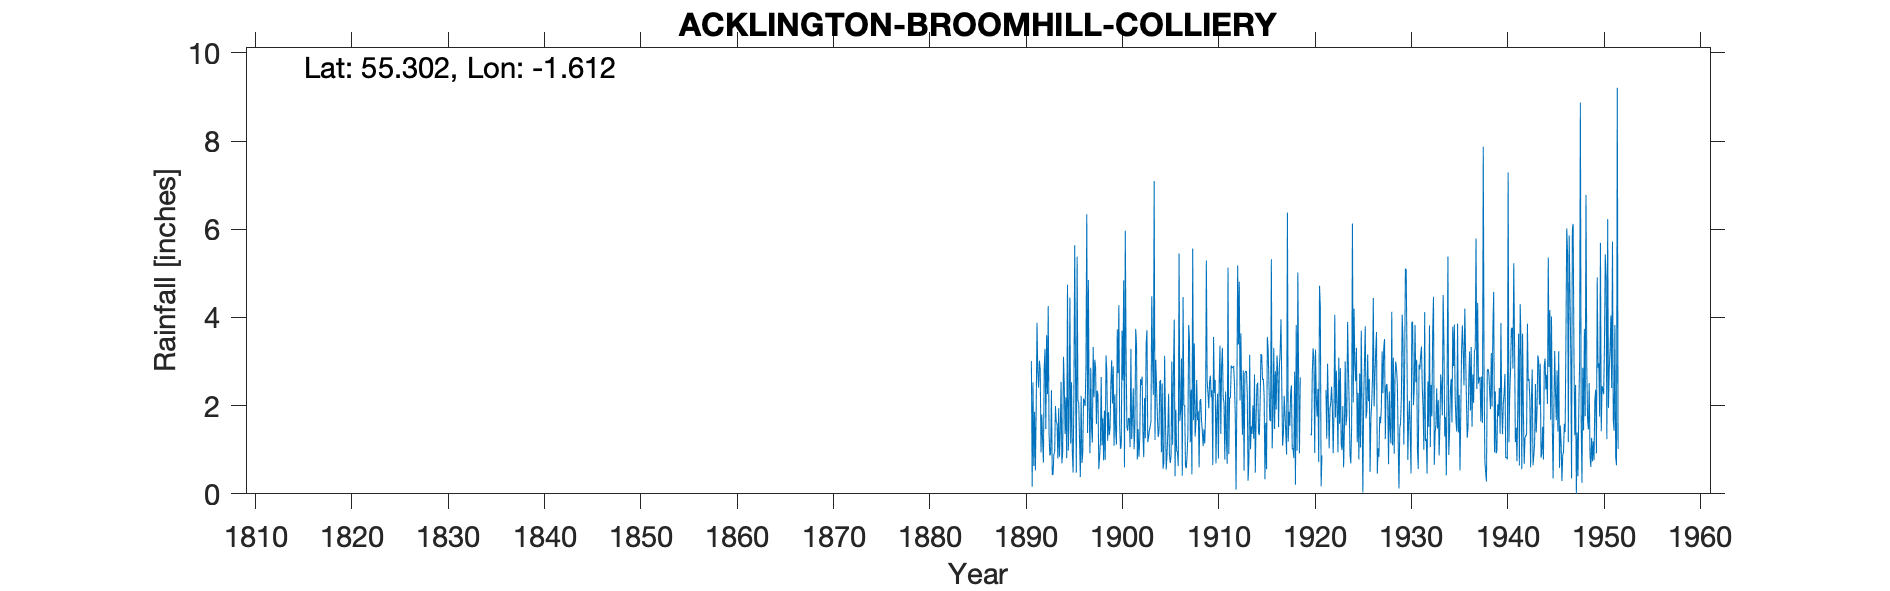 ACKLINGTON-BROOMHILL-COLLIERY
Lat: 55.302, Lon: -1.612
10
8
6
4
2
0
Rainfall [inches]
1810 1820 1830 1840 1850 1860 1870 1880 1890 1900 1910 1920 1930 1940 1950 1960
Year